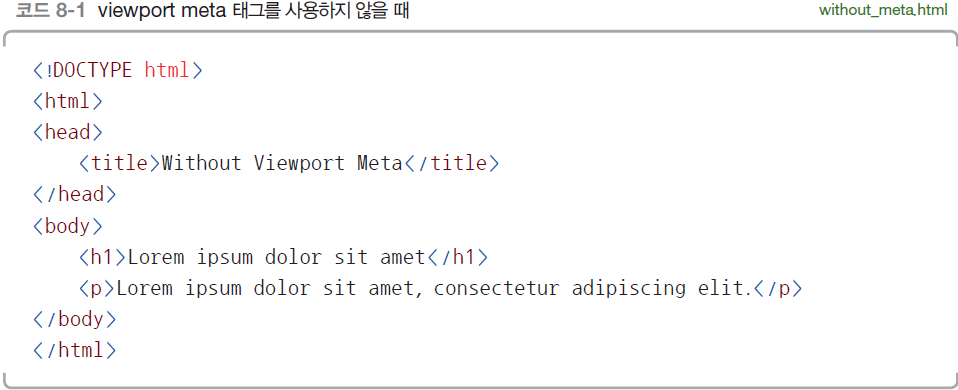 코드 8-1 viewport meta 태그를 사용하지 않을 때 without_meta.html
<!DOCTYPE html>
<html>
<head>
    <title>Without Viewport Meta</title>
</head>
<body>
    <h1>Lorem ipsum dolor sit amet</h1>
    <p>Lorem ipsum dolor sit amet, consectetur adipiscing elit.</p>
</body>
</html>